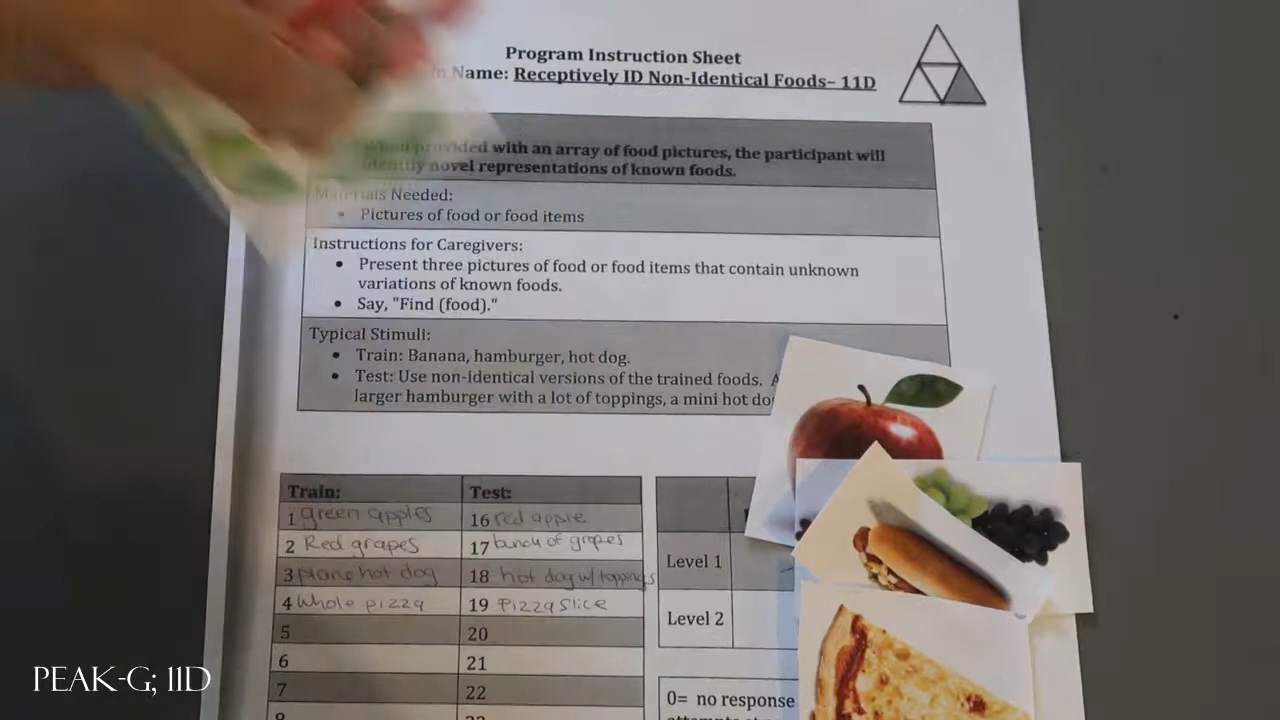 Program Instruction Sheet
Name: Receptively ID Non-Identical Foods– 11D
provided with an array of food pictures, the participant will
identify novel representations of known foods.
Materials Needed:
• Pictures of food or food items
Instructions for Caregivers:
• Present three pictures of food or food items that contain unknown
variations of known foods.
• Say, "Find (food)."
Typical Stimuli:
• Train: Banana, hamburger, hot dog.
• Test: Use non-identical versions of the trained foods. A
larger hamburger with a lot of toppings, a mini hot do
Train: Test:
1 green apples 16 red apple
2 Red grapes 17 bunch of grapes
3 plane hot dog 18 hot dog w/ toppings
4 Whole pizza 19 Pizza slice
5 20
6 21
7 22
Level 1
Level 2
0= no response
PEAK-G; 11D